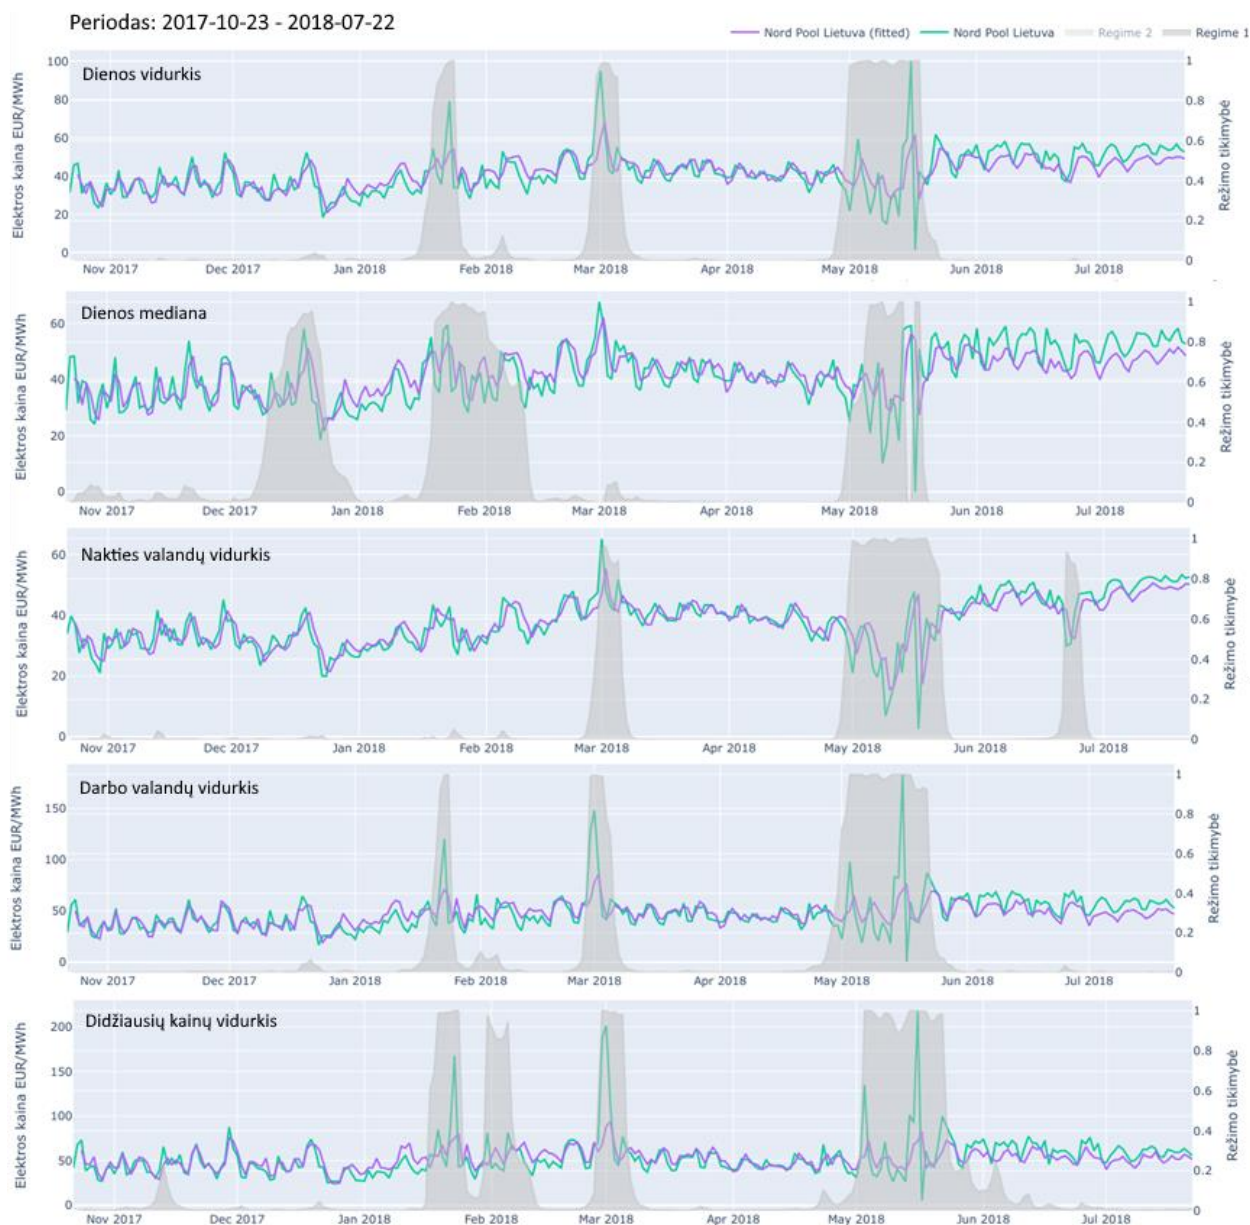 Periodas: 2017-10-23 - 2018-07-22
Nord Pool Lietuva (fitted) Nord Pool Lietuva Regime 2 Regime 1
Dienos vidurkis
Elektros kaina EUR/MWh
100
80
60
40
20
0
1
0.8
0.6
0.4
0.2
0
Režimo tikimybė
Nov 2017 Dec 2017 Jan 2018 Feb 2018 Mar 2018 Apr 2018 May 2018 Jun 2018 Jul 2018
Dienos mediana
Elektros kaina EUR/MWh
60
40
20
0
1
0.8
0.6
0.4
0.2
0
Režimo tikimybė
Nov 2017 Dec 2017 Jan 2018 Feb 2018 Mar 2018 Apr 2018 May 2018 Jun 2018 Jul 2018
Nakties valandų vidurkis
Elektros kaina EUR/MWh
60
40
20
0
1
0.8
0.6
0.4
0.2
0
Režimo tikimybė
Nov 2017 Dec 2017 Jan 2018 Feb 2018 Mar 2018 Apr 2018 May 2018 Jun 2018 Jul 2018
Darbo valandų vidurkis
Elektros kaina EUR/MWh
150
100
50
0
1
0.8
0.6
0.4
0.2
0
Režimo tikimybė
Nov 2017 Dec 2017 Jan 2018 Feb 2018 Mar 2018 Apr 2018 May 2018 Jun 2018 Jul 2018
Didžiausių kainų vidurkis
Elektros kaina EUR/MWh
200
150
100
50
0
1
0.8
0.6
0.4
0.2
0
Režimo tikimybė
Nov 2017 Dec 2017 Jan 2018 Feb 2018 Mar 2018 Apr 2018 May 2018 Jun 2018 Jul 2018